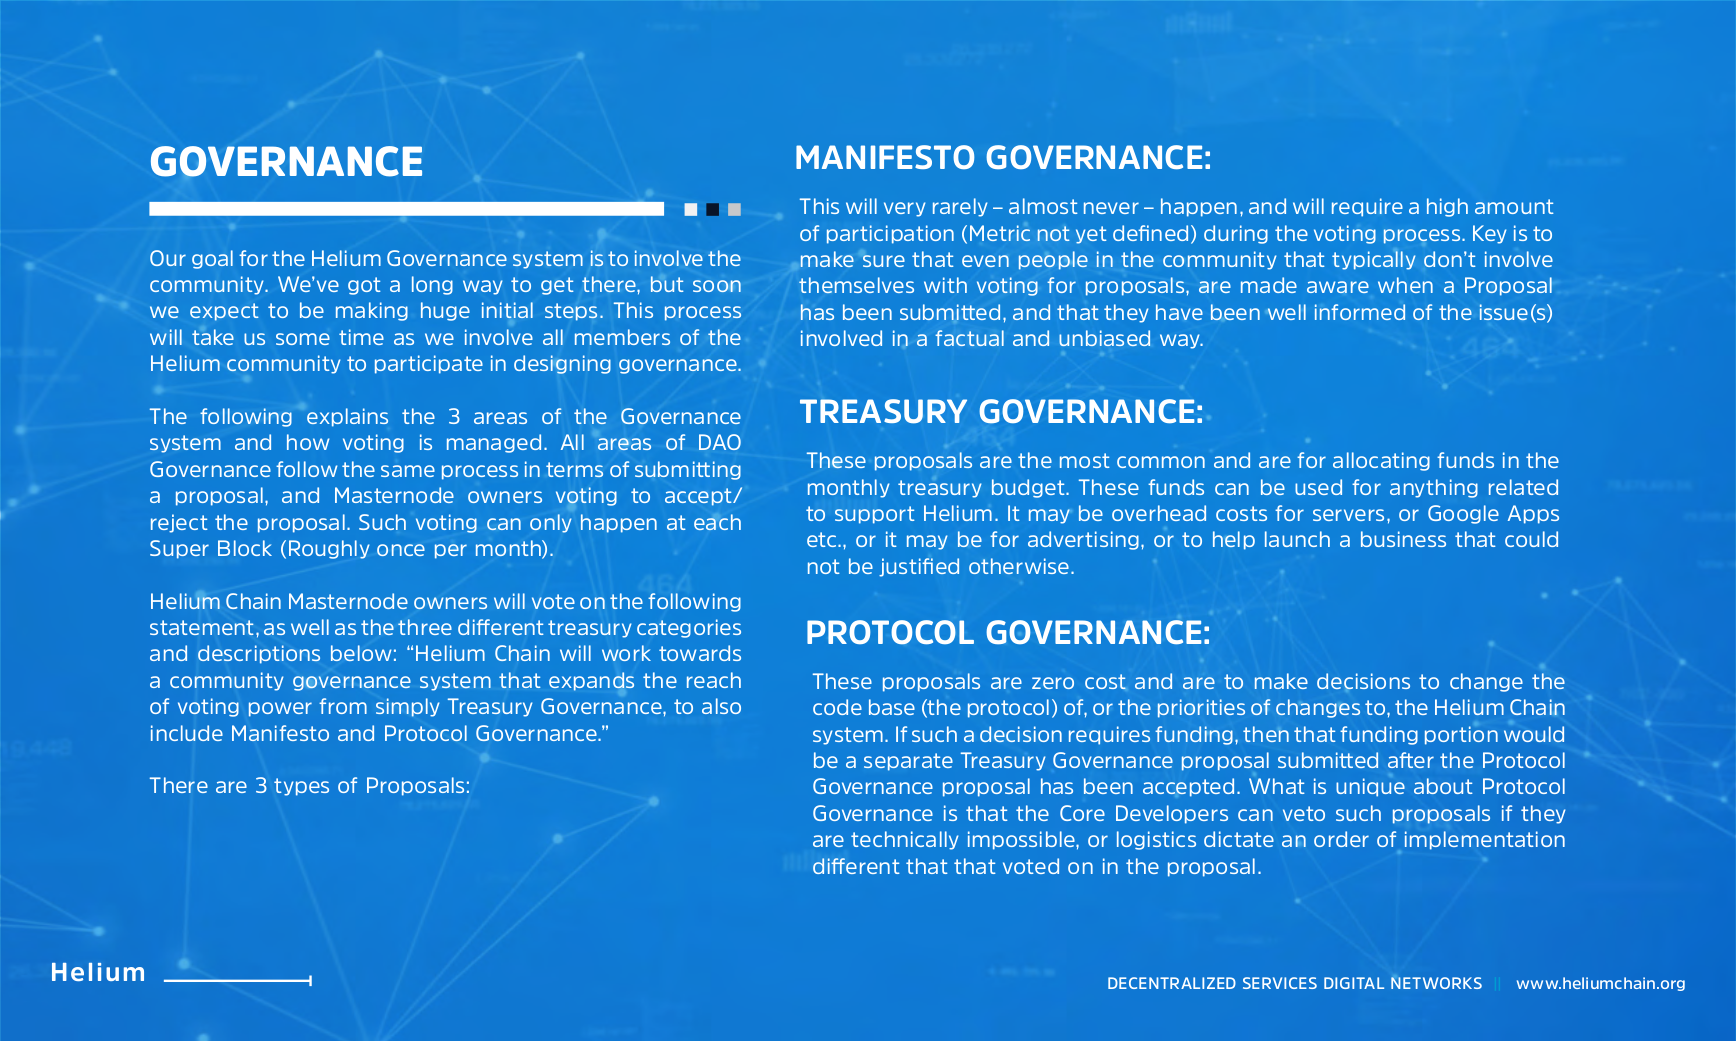 GOVERNANCE
Our goal for the Helium Governance system is to involve the
community. We've got a long way to get there, but soon
we expect to be making huge initial steps. This process
will take us some time as we involve all members of the
Helium community to participate in designing governance.
The following explains the 3 areas of the Governance
system and how voting is managed. All areas of DAO
Governance follow the same process in terms of submitting
a proposal, and Masternode owners voting to accept/
reject the proposal. Such voting can only happen at each
Super Block (Roughly once per month).
Helium Chain Masternode owners will vote on the following
statement, as well as the three different treasury categories
and descriptions below: “Helium Chain will work towards
a community governance system that expands the reach
of voting power from simply Treasury Governance, to also
include Manifesto and Protocol Governance.”
There are 3 types of Proposals:
MANIFESTO GOVERNANCE:
This will very rarely – almost never – happen, and will require a high amount
of participation (Metric not yet defined) during the voting process. Key is to
make sure that even people in the community that typically don't involve
themselves with voting for proposals, are made aware when a Proposal
has been submitted, and that they have been well informed of the issue(s)
involved in a factual and unbiased way.
TREASURY GOVERNANCE:
These proposals are the most common and are for allocating funds in the
monthly treasury budget. These funds can be used for anything related
to support Helium. It may be overhead costs for servers, or Google Apps
etc., or it may be for advertising, or to help launch a business that could
not be justified otherwise.
PROTOCOL GOVERNANCE:
These proposals are zero cost and are to make decisions to change the
code base (the protocol) of, or the priorities of changes to, the Helium Chain
system. If such a decision requires funding, then that funding portion would
be a separate Treasury Governance proposal submitted after the Protocol
Governance proposal has been accepted. What is unique about Protocol
Governance is that the Core Developers can veto such proposals if they
are technically impossible, or logistics dictate an order of implementation
different that that voted on in the proposal.
464
464
464
19,448
Helium
DECENTRALIZED SERVICES DIGITAL NETWORKS || www.heliumchain.org